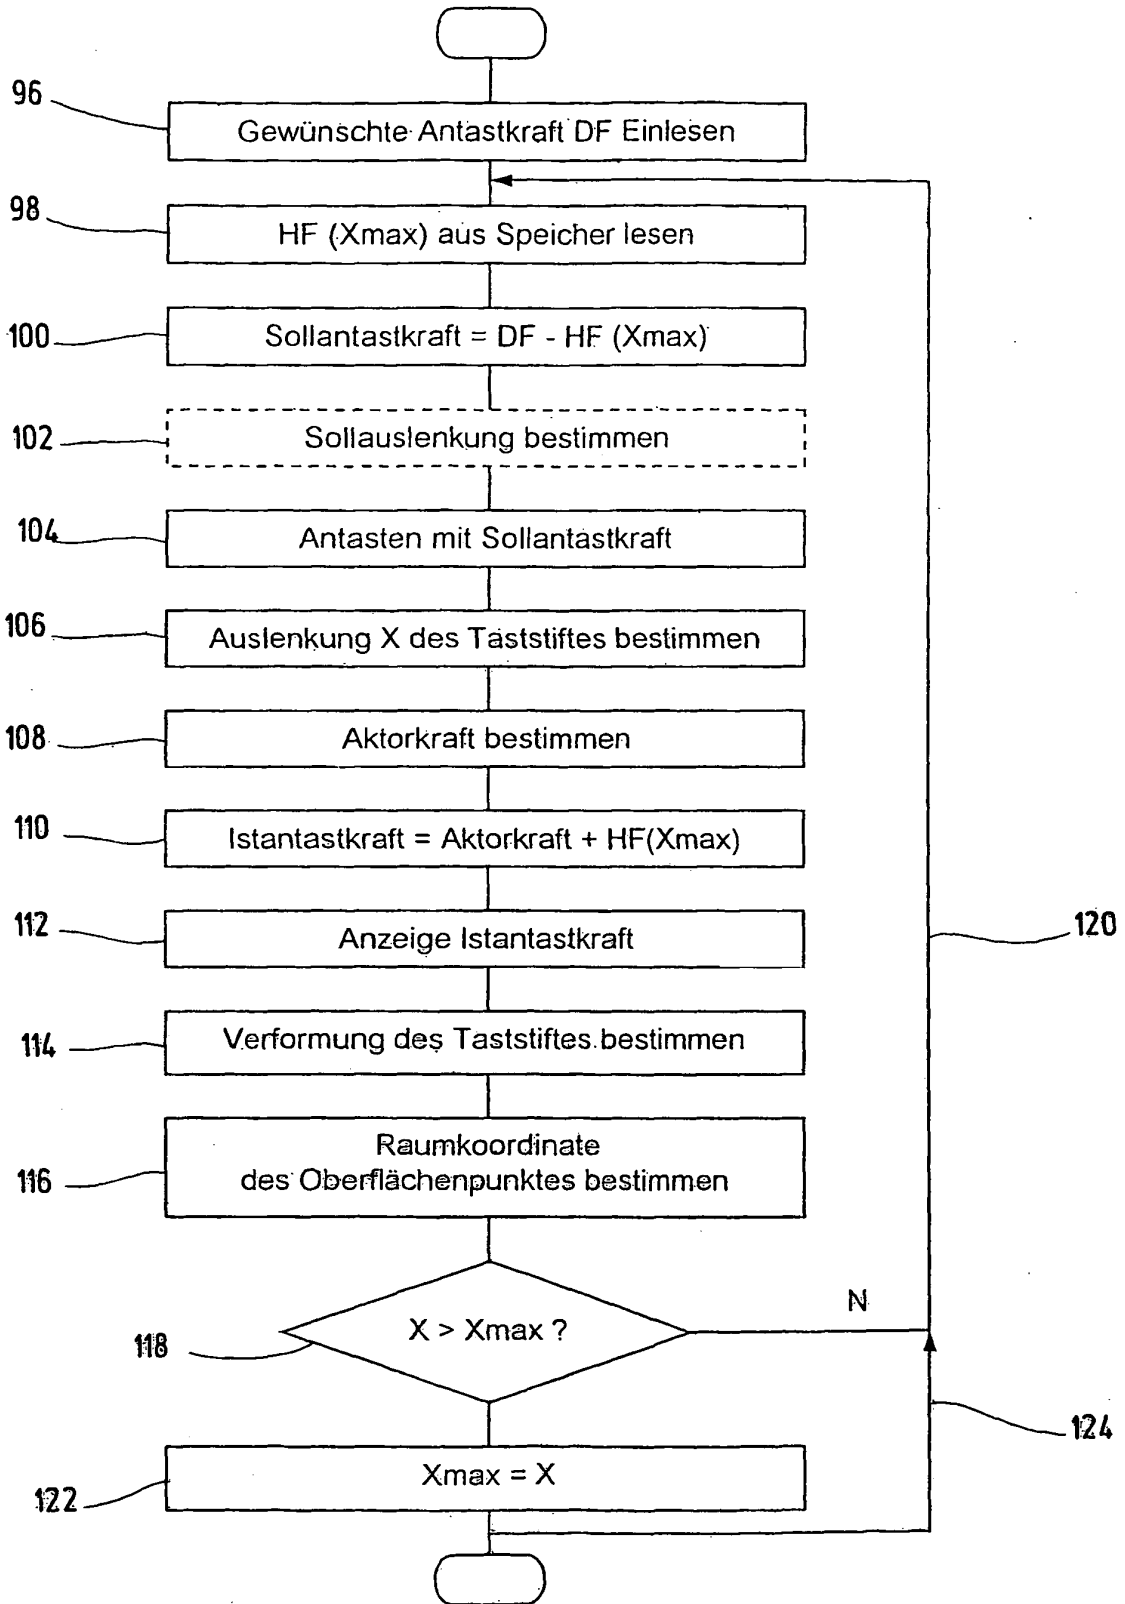 96
Gewünschte Antastkraft DF Einlesen
98
HF (Xmax) aus Speicher lesen
100
Sollantastkraft = DF - HF (Xmax)
102
Sollauslenkung bestimmen
104
Antasten mit Sollantastkraft
106
Auslenkung X des Taststiftes bestimmen
108
Aktorkraft bestimmen
110
Istantastkraft = Aktorkraft + HF(Xmax)
112
Anzeige Istantastkraft
120
114
Verformung des Taststiftes bestimmen
116
Raumkoordinate
des Oberflächenpunktes bestimmen
N
118
X > Xmax ?
124
122
Xmax = X